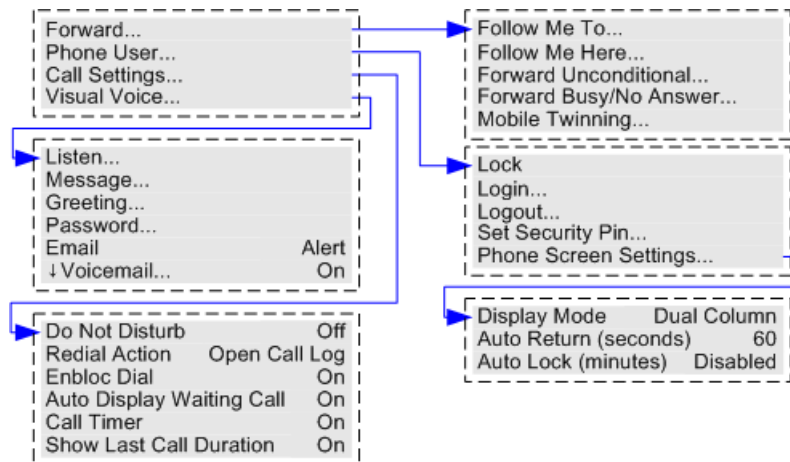 Forward...
Phone User...
Call Settings...
Visual Voice...
Follow Me To...
Follow Me Here...
Forward Unconditional...
Forward Busy/No Answer...
Mobile Twinning...
Listen...
Message...
Greeting...
Password...
Email Alert
↓Voicemail... On
Lock
Login...
Logout...
Set Security Pin...
Phone Screen Settings...
Do Not Disturb Off
Redial Action Open Call Log
Enbloc Dial On
Auto Display Waiting Call On
Call Timer On
Show Last Call Duration On
Display Mode Dual Column
Auto Return (seconds) 60
Auto Lock (minutes) Disabled